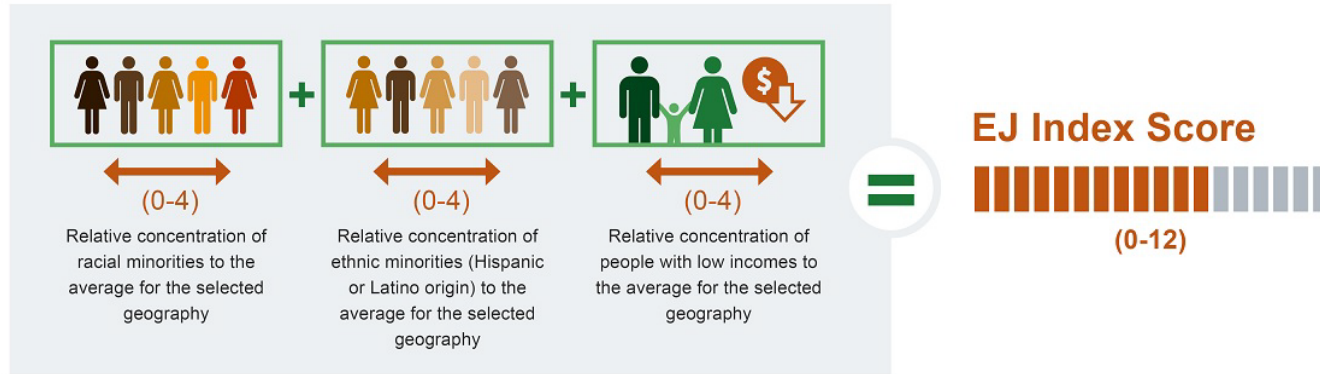 (0-4)
Relative concentration of
racial minorities to the
average for the selected
geography
+
(0-4)
Relative concentration of
ethnic minorities (Hispanic
or Latino origin) to the
average for the selected
geography
+
$
(0-4)
Relative concentration of
people with low incomes to
the average for the selected
geography
=
EJ Index Score
(0-12)